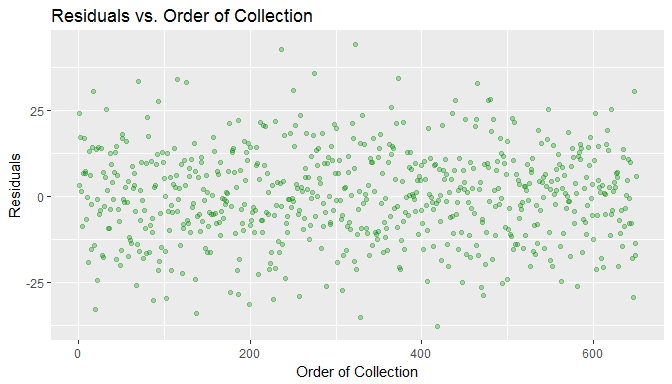 Residuals vs. Order of Collection
25
0
-25
Residuals
0 200 400 600
Order of Collection